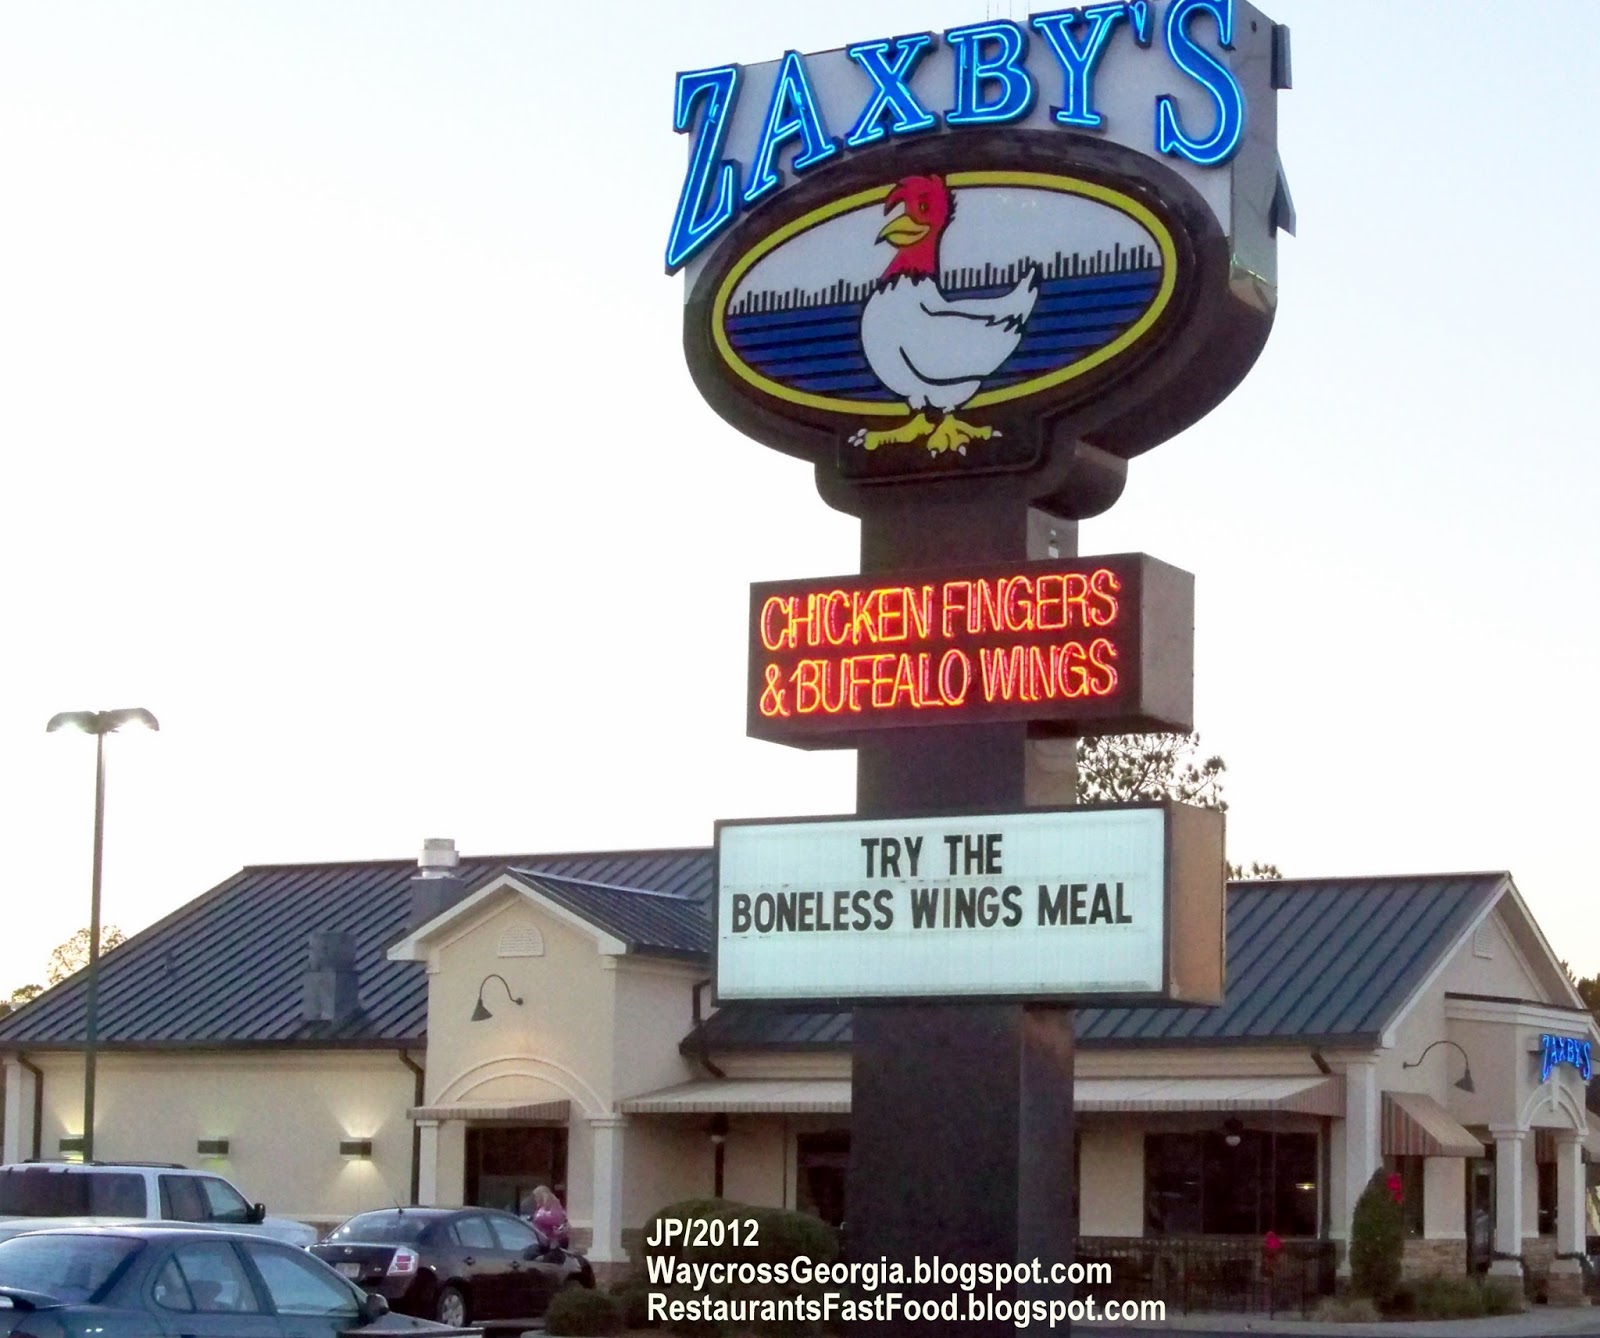 ZAXBY'S
CHICKEN FINGERS
& BUFFALO WINGS
TRY THE
BONELESS WINGS MEAL
ZAXBY'S
JP/2012
WaycrossGeorgia.blogspot.com
RestaurantsFastFood.blogspot.com